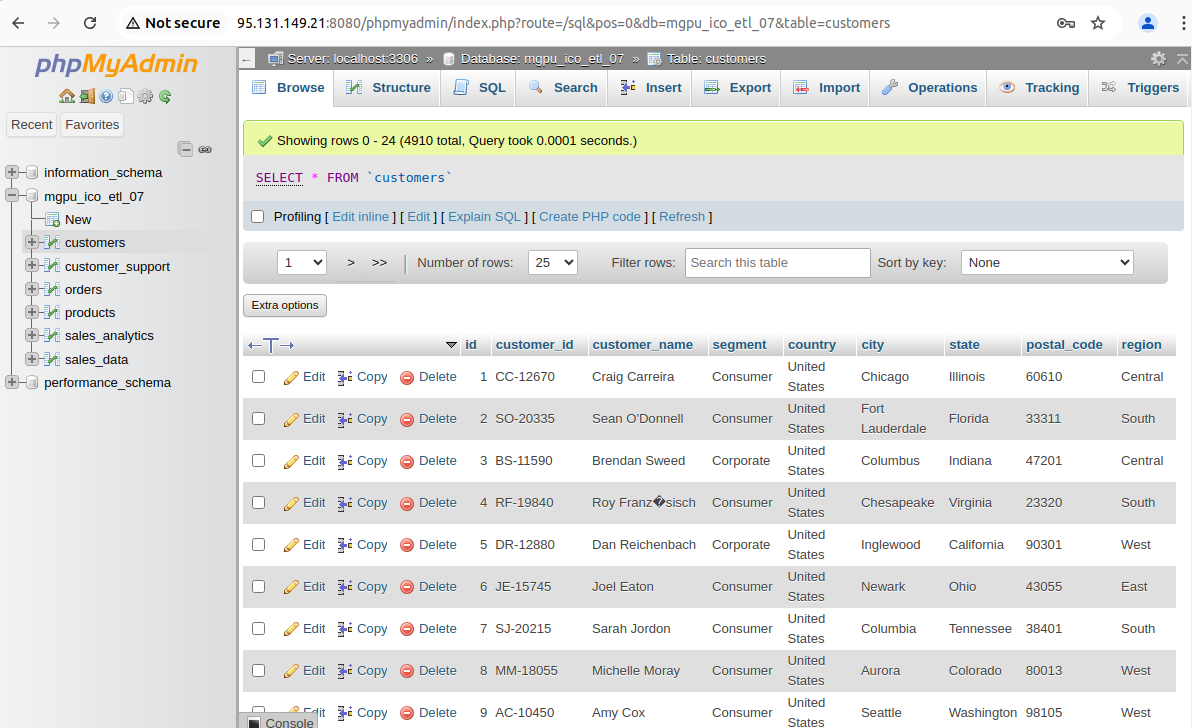 Not secure 95.131.149.21:8080/phpmyadmin/index.php?route=/sql&pos=0&db=mgpu_ico_etl_07&table=customers
phpMyAdmin
Recent Favorites
information_schema
mgpu_ico_etl_07
New
customers
customer_support
orders
products
sales_analytics
sales_data
performance_schema
Server: localhost:3306 » Database: mgpu_ico_etl_07 » Table: customers
Browse Structure SQL Search Insert Export Import Operations Tracking Triggers
Showing rows 0 - 24 (4910 total, Query took 0.0001 seconds.)
SELECT * FROM `customers`
Profiling [ Edit inline ] [ Edit ] [ Explain SQL ] [ Create PHP code ] [ Refresh ]
1 > >> | Number of rows: 25 Filter rows: Search this table Sort by key: None
Extra options
←T→ id customer_id customer_name segment country city state postal_code region
Edit Copy Delete 1 CC-12670 Craig Carreira Consumer United States Chicago Illinois 60610 Central
Edit Copy Delete 2 SO-20335 Sean O'Donnell Consumer United States Fort Lauderdale Florida 33311 South
Edit Copy Delete 3 BS-11590 Brendan Sweed Corporate United States Columbus Indiana 47201 Central
Edit Copy Delete 4 RF-19840 Roy Franz�sisch Consumer United States Chesapeake Virginia 23320 South
Edit Copy Delete 5 DR-12880 Dan Reichenbach Corporate United States Inglewood California 90301 West
Edit Copy Delete 6 JE-15745 Joel Eaton Consumer United States Newark Ohio 43055 East
Edit Copy Delete 7 SJ-20215 Sarah Jordon Consumer United States Columbia Tennessee 38401 South
Edit Copy Delete 8 MM-18055 Michelle Moray Consumer United States Aurora Colorado 80013 West
Edit Copy Delete 9 AC-10450 Amy Cox Consumer United States Seattle Washington 98105 West
Console